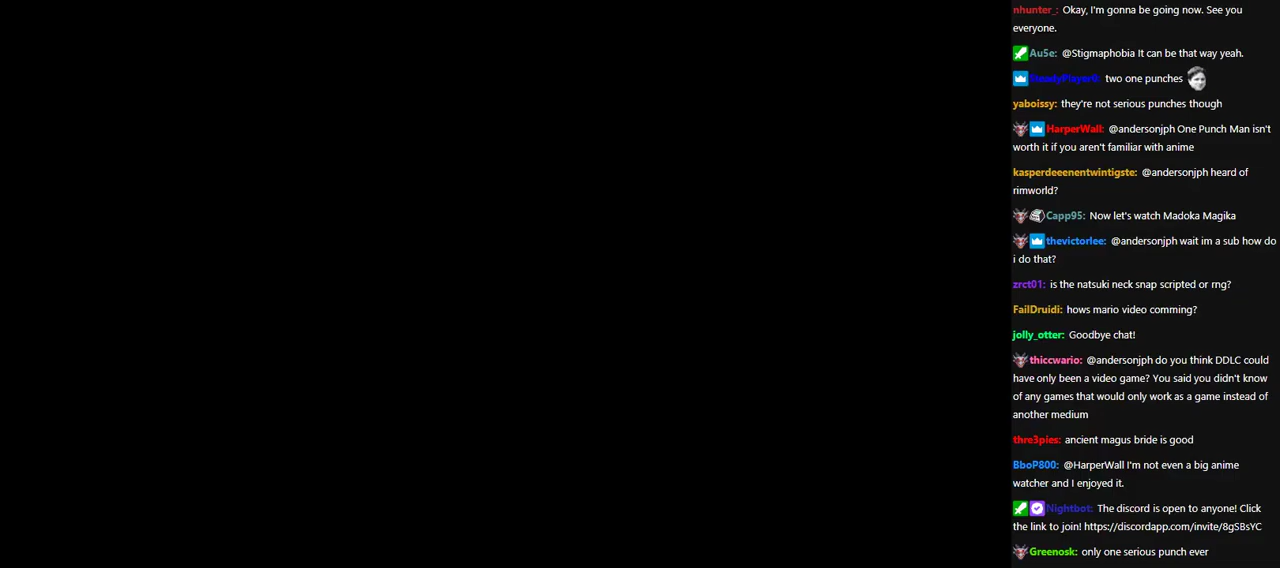 nhunter_: Okay, I'm gonna be going now. See you
everyone.
Au5e: @Stigmaphobia It can be that way yeah.
two one punches
yaboissy: they're not serious punches though
HarperWall: @andersonjph One Punch Man isn't
worth it if you aren't familiar with anime
kasperdeeenentwintigste: @andersonjph heard of
rimworld?
Capp95: Now let's watch Madoka Magika
thevictorlee: @andersonjph wait im a sub how do
i do that?
zrct01: is the natsuki neck snap scripted or rng?
FailDruidi: hows mario video comming?
jolly_otter: Goodbye chat!
thiccwario: @andersonjph do you think DDLC could
have only been a video game? You said you didn't know
of any games that would only work as a game instead of
another medium
thre3pies: ancient magus bride is good
BboP800: @HarperWall I'm not even a big anime
watcher and I enjoyed it.
Nightbot: The discord is open to anyone! Click
the link to join! https://discordapp.com/invite/8gSBsYC
Greenosk: only one serious punch ever